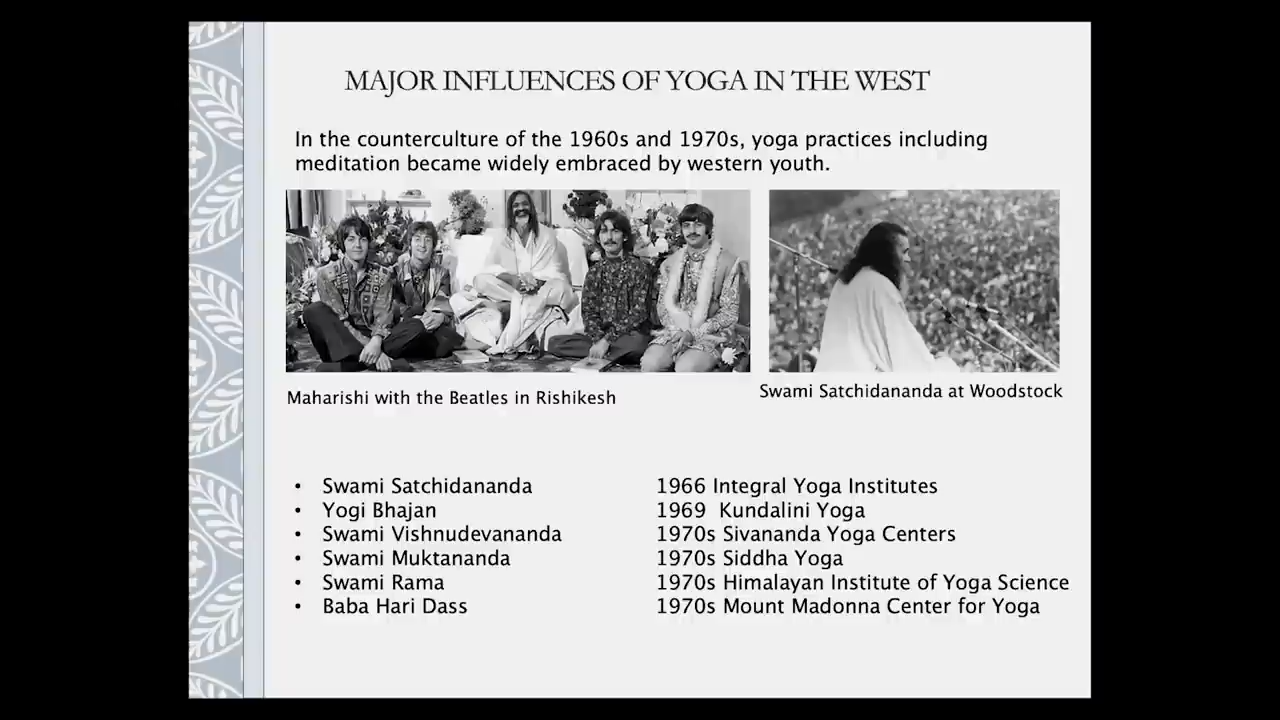 MAJOR INFLUENCES OF YOGA IN THE WEST
In the counterculture of the 1960s and 1970s, yoga practices including
meditation became widely embraced by western youth.
Maharishi with the Beatles in Rishikesh
Swami Satchidananda at Woodstock
• Swami Satchidananda 1966 Integral Yoga Institutes
• Yogi Bhajan 1969  Kundalini Yoga
• Swami Vishnudevananda 1970s Sivananda Yoga Centers
• Swami Muktananda 1970s Siddha Yoga
• Swami Rama 1970s Himalayan Institute of Yoga Science
• Baba Hari Dass 1970s Mount Madonna Center for Yoga